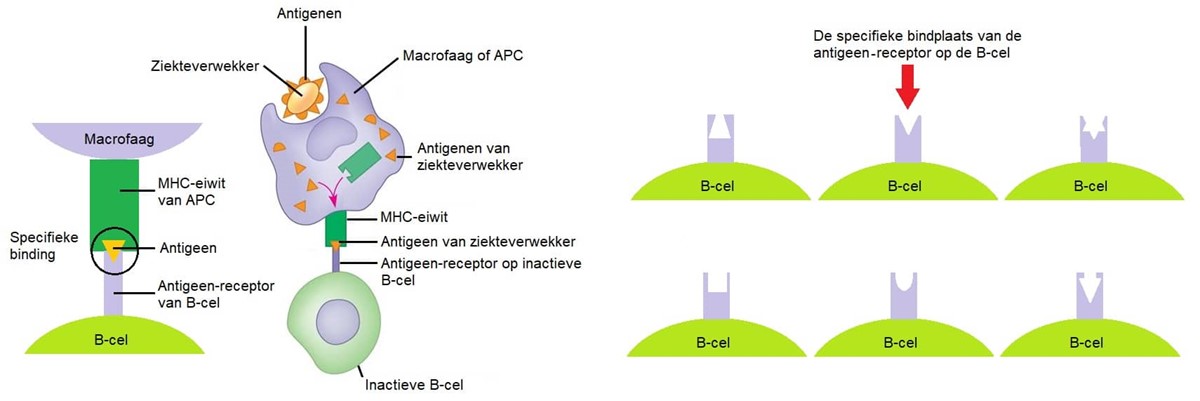 Macrofaag
MHC-eiwit
van APC
Specifieke
binding
Antigeen
Antigeen-receptor
van B-cel
B-cel
Antigenen
Ziekteverwekker
Macrofaag of APC
Antigenen van
ziekteverwekker
MHC-eiwit
Antigeen van ziekteverwekker
Antigeen-receptor op inactieve
B-cel
Inactieve B-cel
De specifieke bindplaats van de
antigeen-receptor op de B-cel
B-cel
B-cel
B-cel
B-cel
B-cel
B-cel